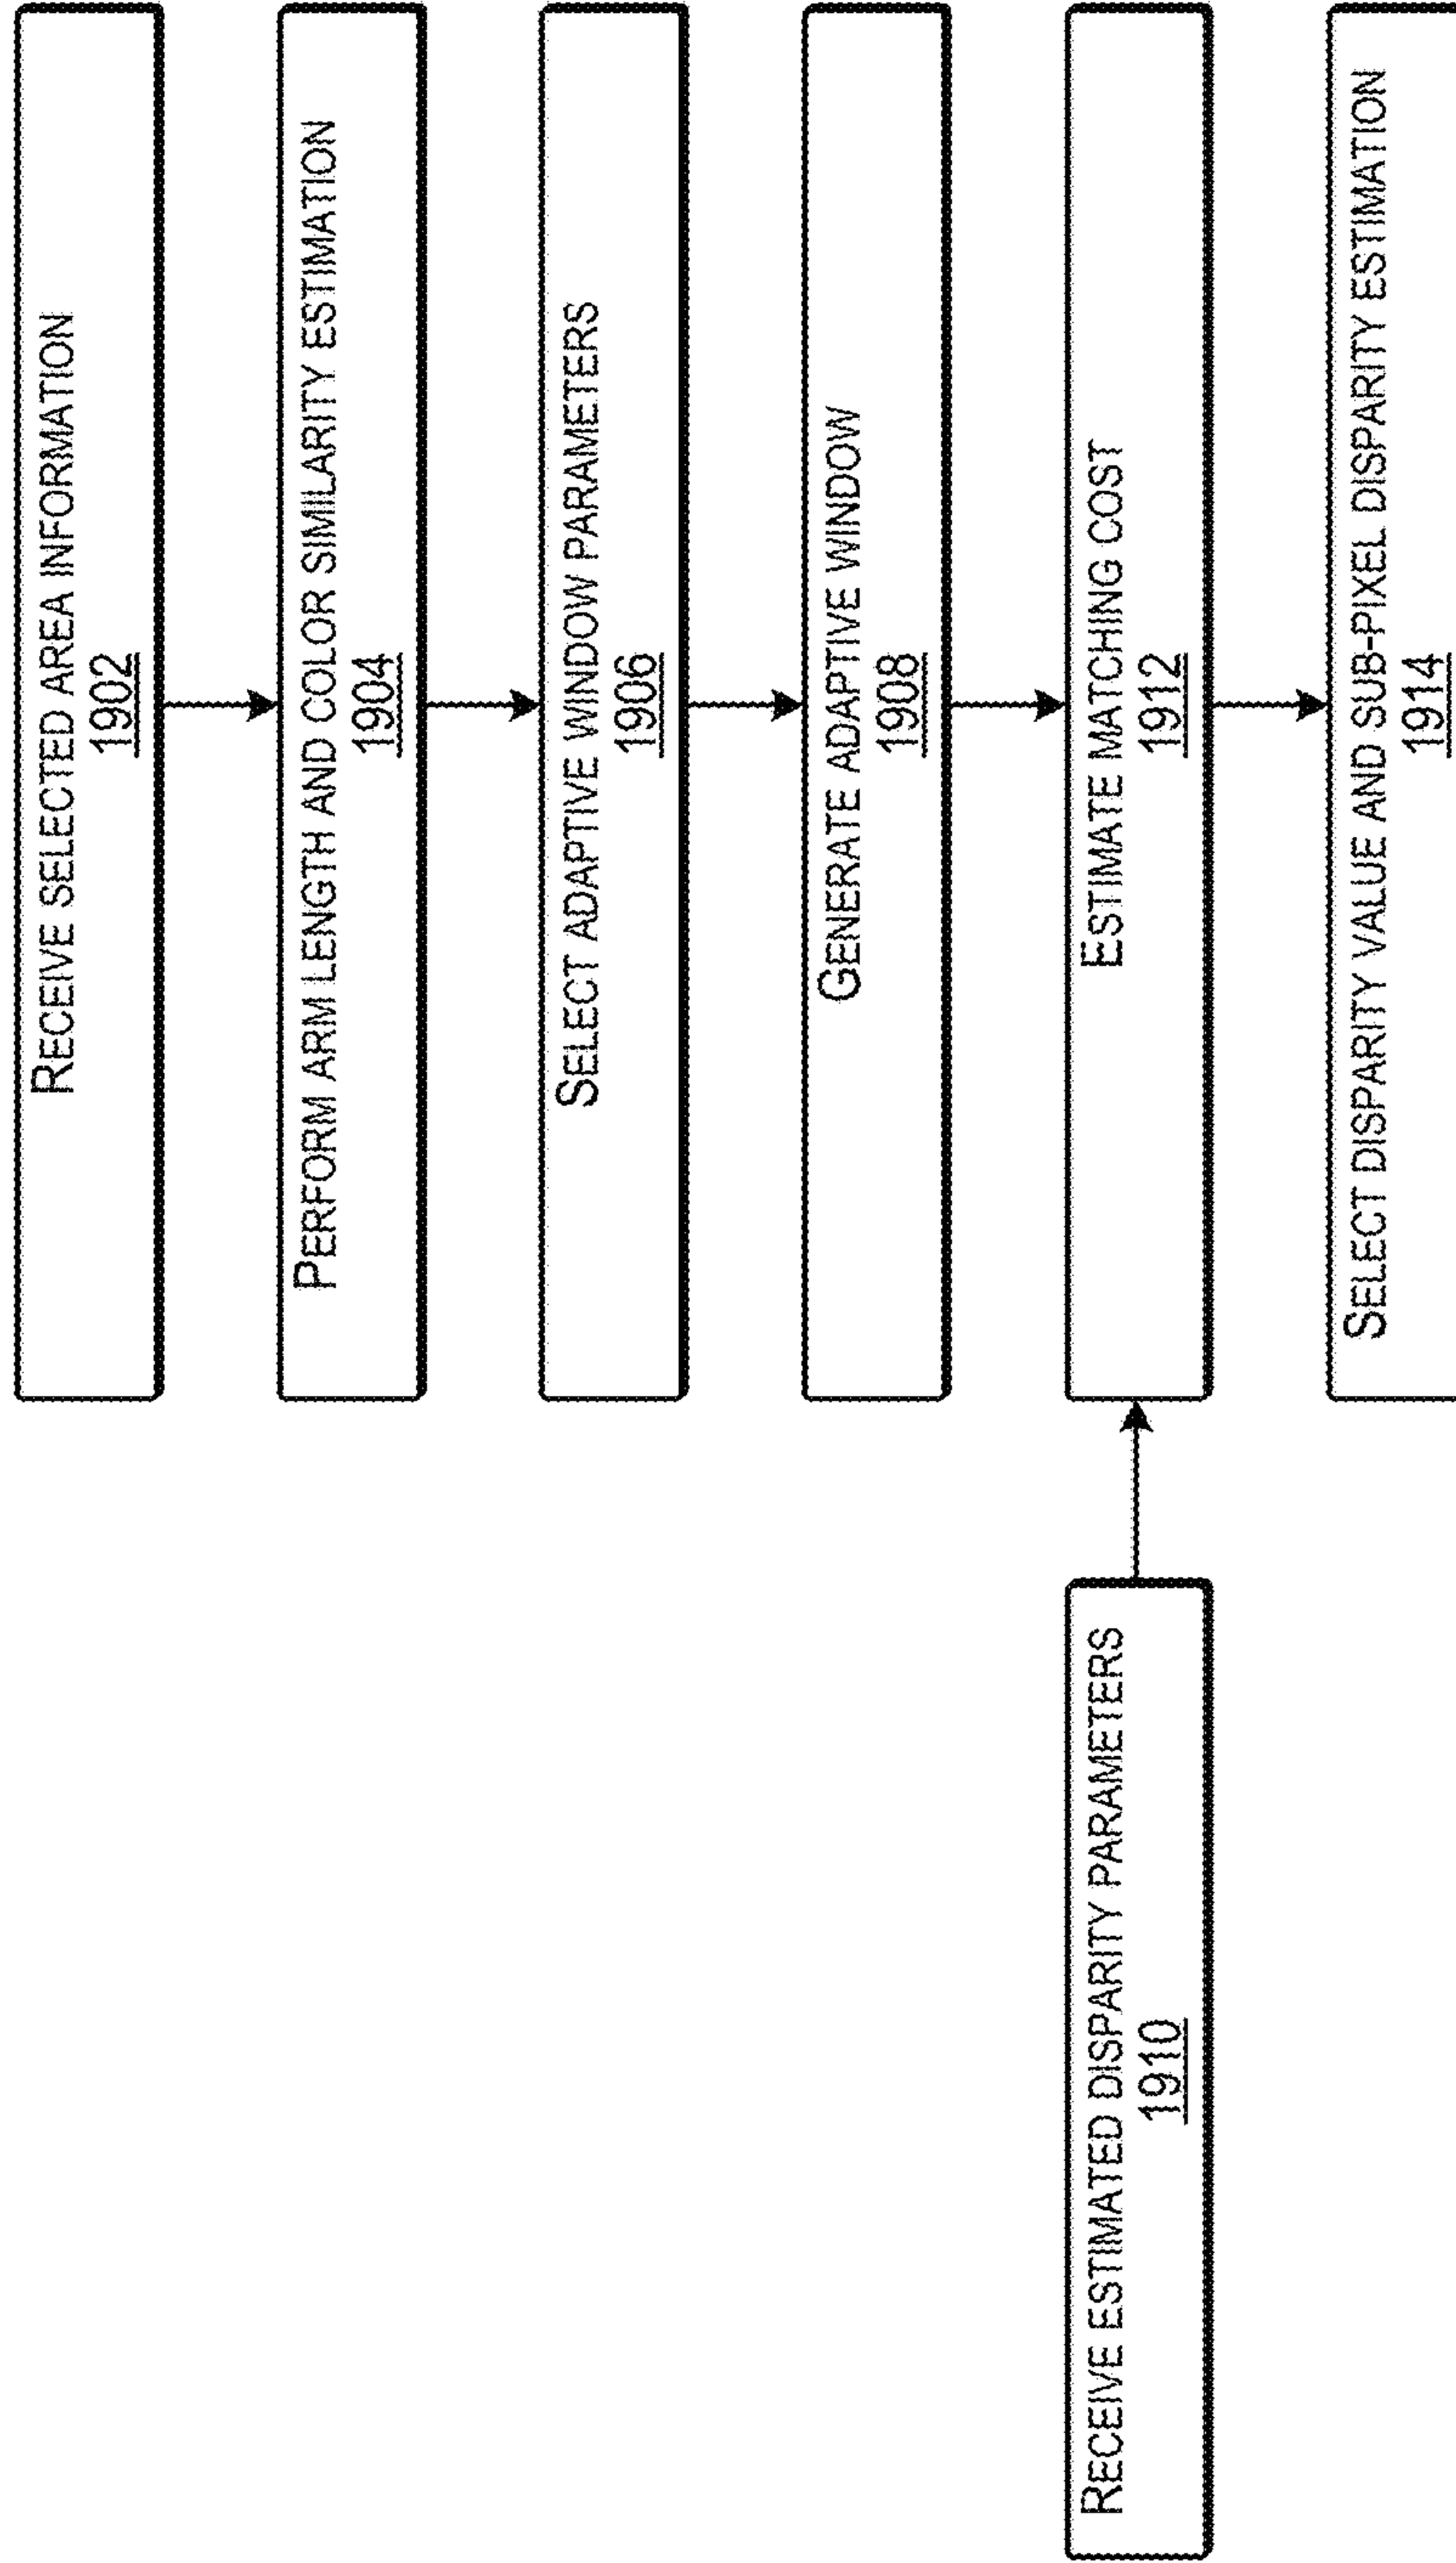 RECEIVE SELECTED AREA INFORMATION
1902
PERFORM ARM LENGTH AND COLOR SIMILARITY ESTIMATION
1904
SELECT ADAPTIVE WINDOW PARAMETERS
1906
GENERATE ADAPTIVE WINDOW
1908
RECEIVE ESTIMATED DISPARITY PARAMETERS
1910
ESTIMATE MATCHING COST
1912
SELECT DISPARITY VALUE AND SUB-PIXEL DISPARITY ESTIMATION
1914